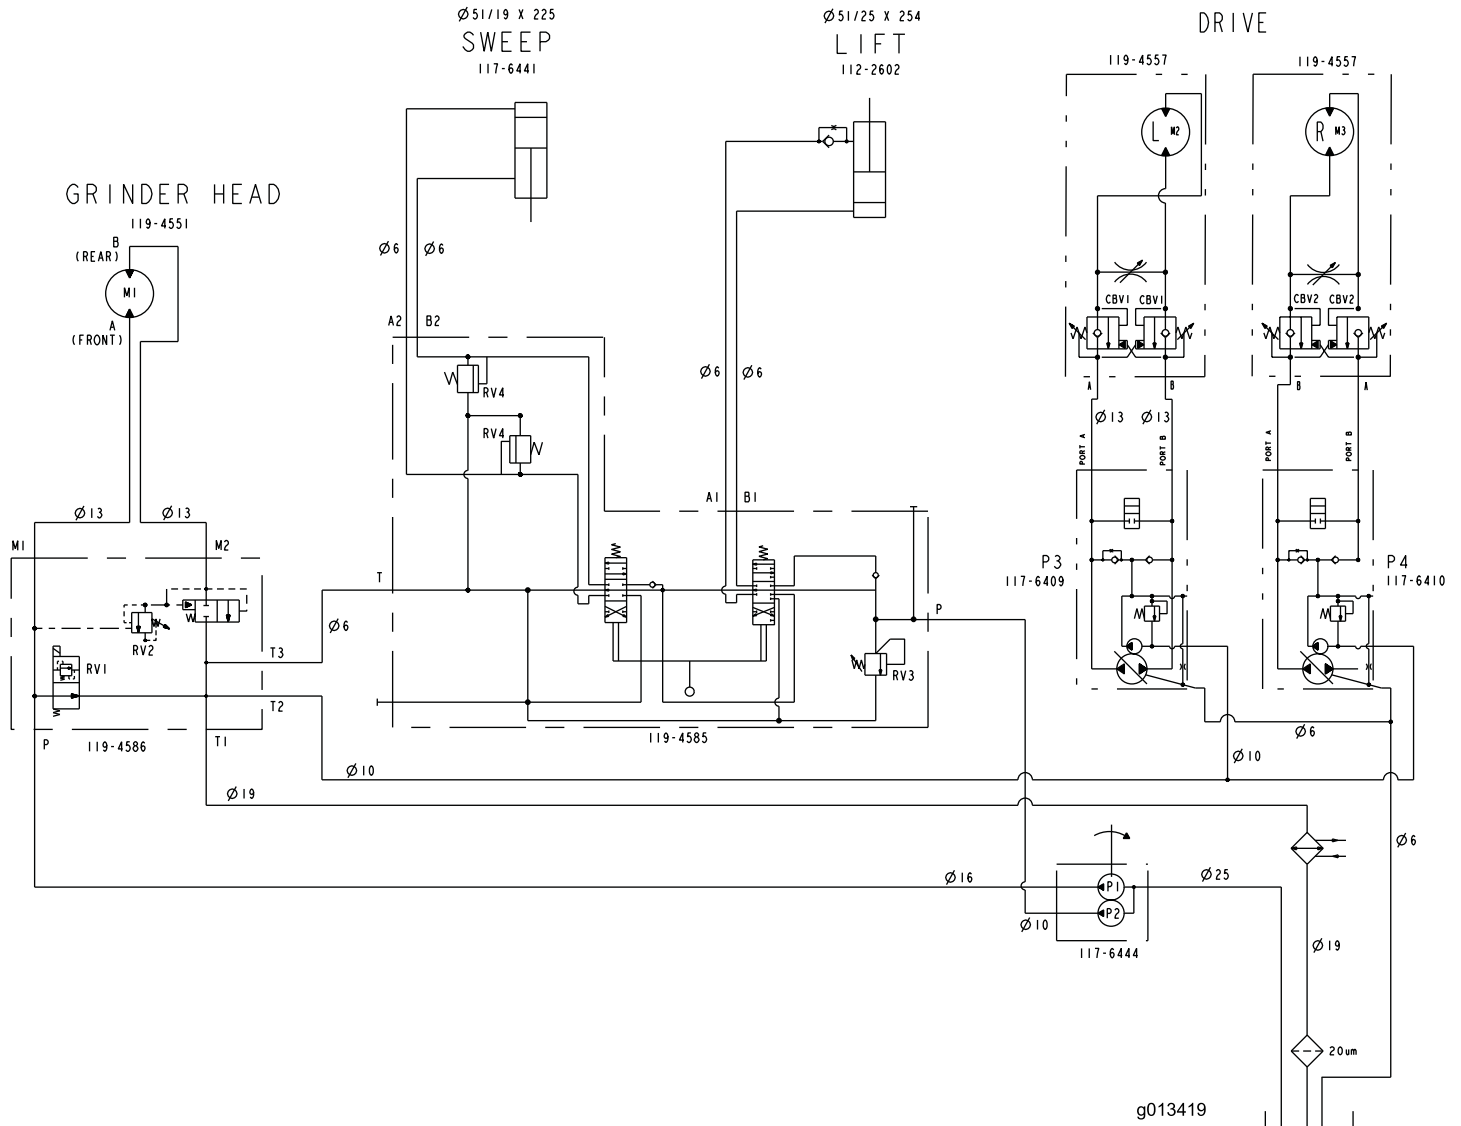 Ø51/19 X 225
SWEEP
117-6441
Ø51/25 X 254
LIFT
112-2602
DRIVE
119-4557
119-4557
L M2
R M3
GRINDER HEAD
119-4551
B
(REAR)
M1
A
(FRONT)
Ø6 Ø6
A2 B2
RV4
RV4
Ø6 Ø6
A1 B1
CBV1 CBV1
CBV2 CBV2
A B
B A
Ø13 Ø13
PORT A
PORT B
PORT A
PORT B
Ø13 Ø13
M1 M2
RV2
RV1
T3
T2
P 119-4586 T1
T
Ø6
P
RV3
119-4585
P3
117-6409
P4
117-6410
Ø6
Ø10
Ø10
Ø19
Ø6
Ø16
P1
P2
Ø25
Ø10
117-6444
Ø19
20um
g013419